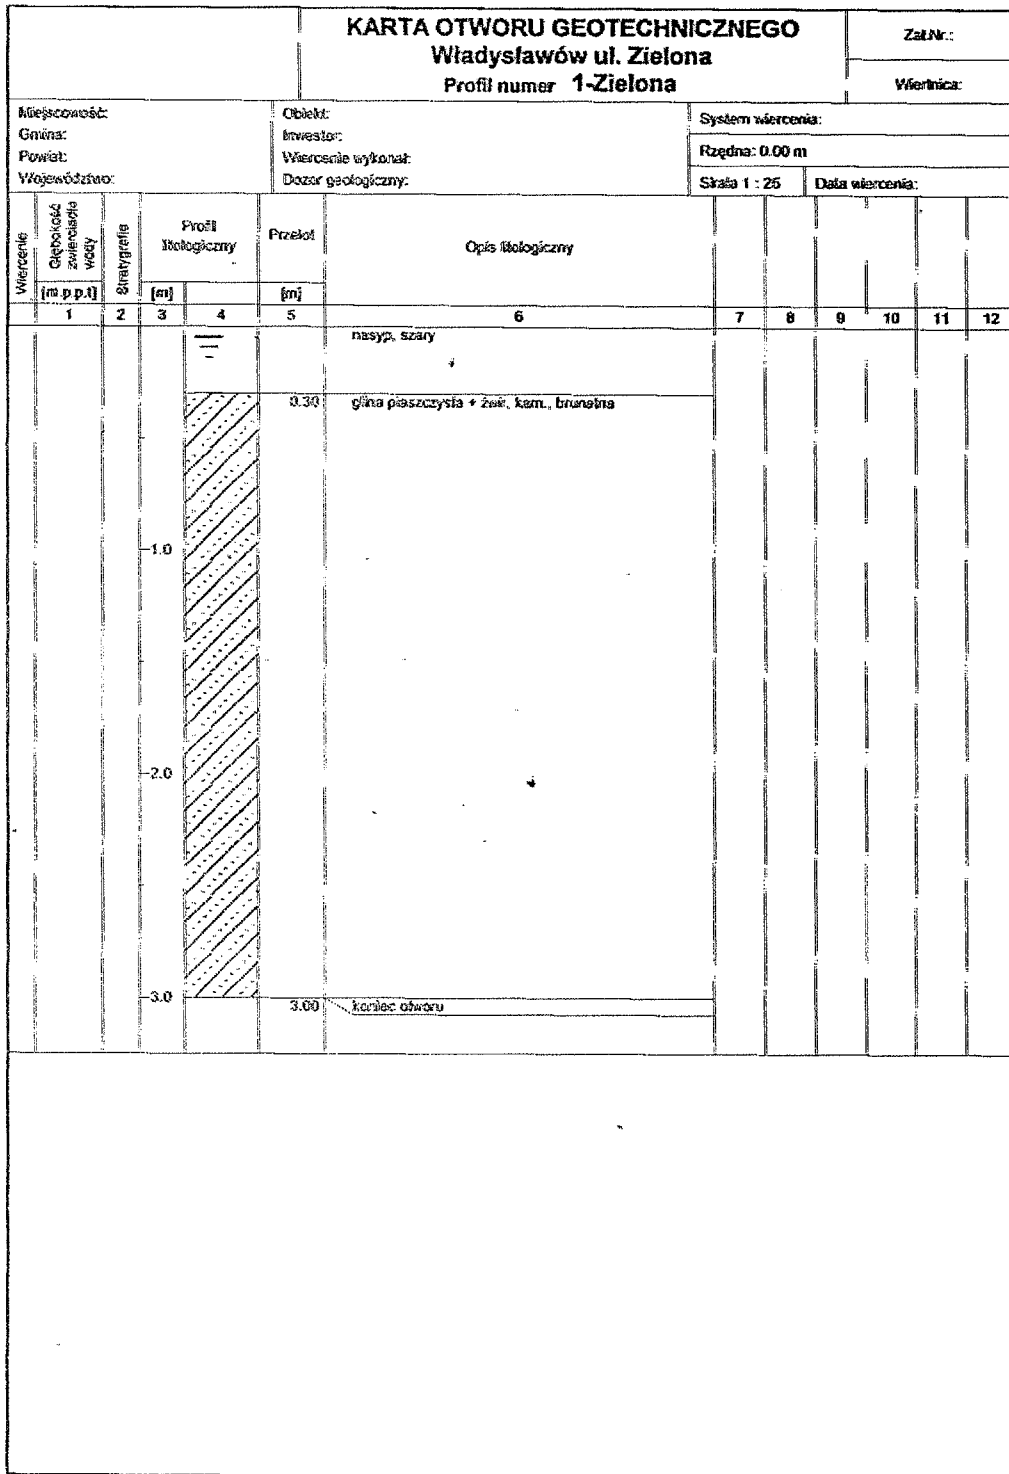 KARTA OTWORU GEOTECHNICZNEGO
Władysławów ul. Zielona
Profil numer 1-Zielona
Zał.Nr.:
Wiertnica:
Miejscowość:
Gmina:
Powiat:
Województwo:
Obiekt:
Inwestor:
Wiercenie wykonał:
Dozór geologiczny:
System wiercenia:
Rzędna: 0.00 m
Skala 1 : 25
Data wiercenia:
Wiercenie
Głębokość zwierciadła wody
[m.p.p.t]
Stratygrafia
Profil litologiczny
[m]
Przelot
[m]
Opis litologiczny
1 2 3 4 5 6 7 8 9 10 11 12
nasyp, szary
0.30 glina piaszczysta + żwir, kam., brunatna
1.0
2.0
3.0
3.00 koniec otworu